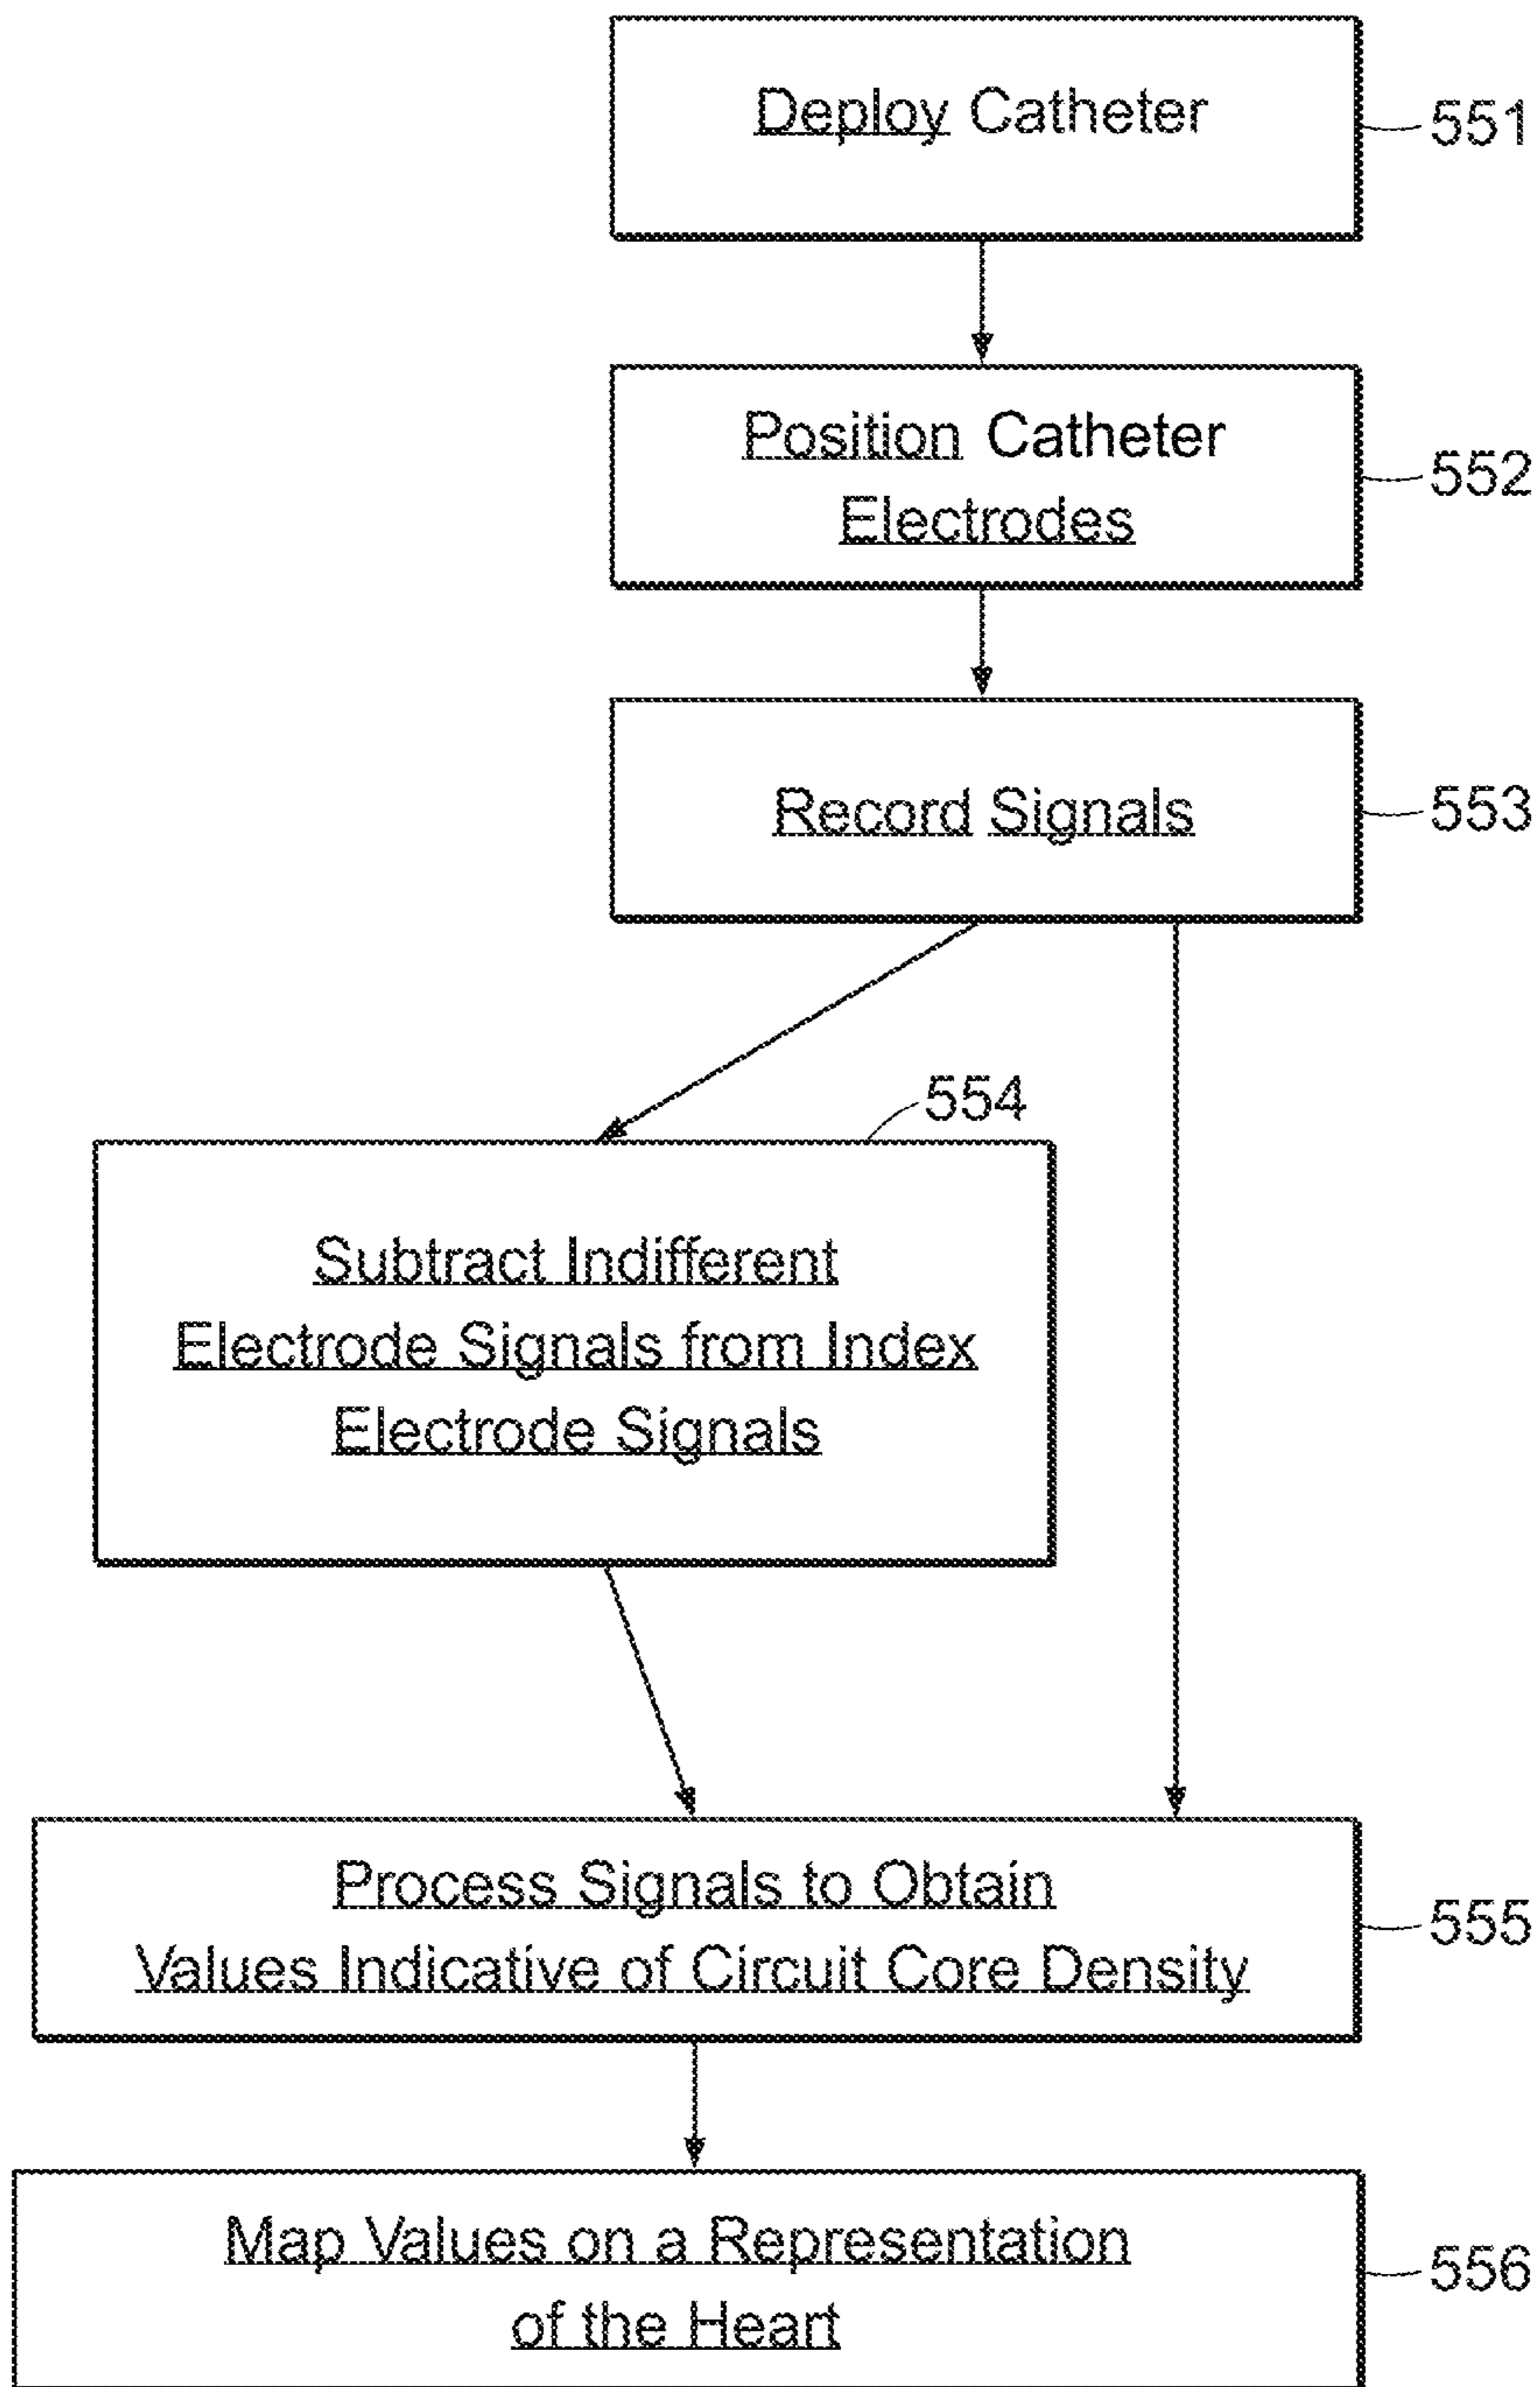 Deploy Catheter
551
Position Catheter
Electrodes
552
Record Signals
553
554
Subtract Indifferent
Electrode Signals from Index
Electrode Signals
Process Signals to Obtain
Values Indicative of Circuit Core Density
555
Map Values on a Representation
of the Heart
556